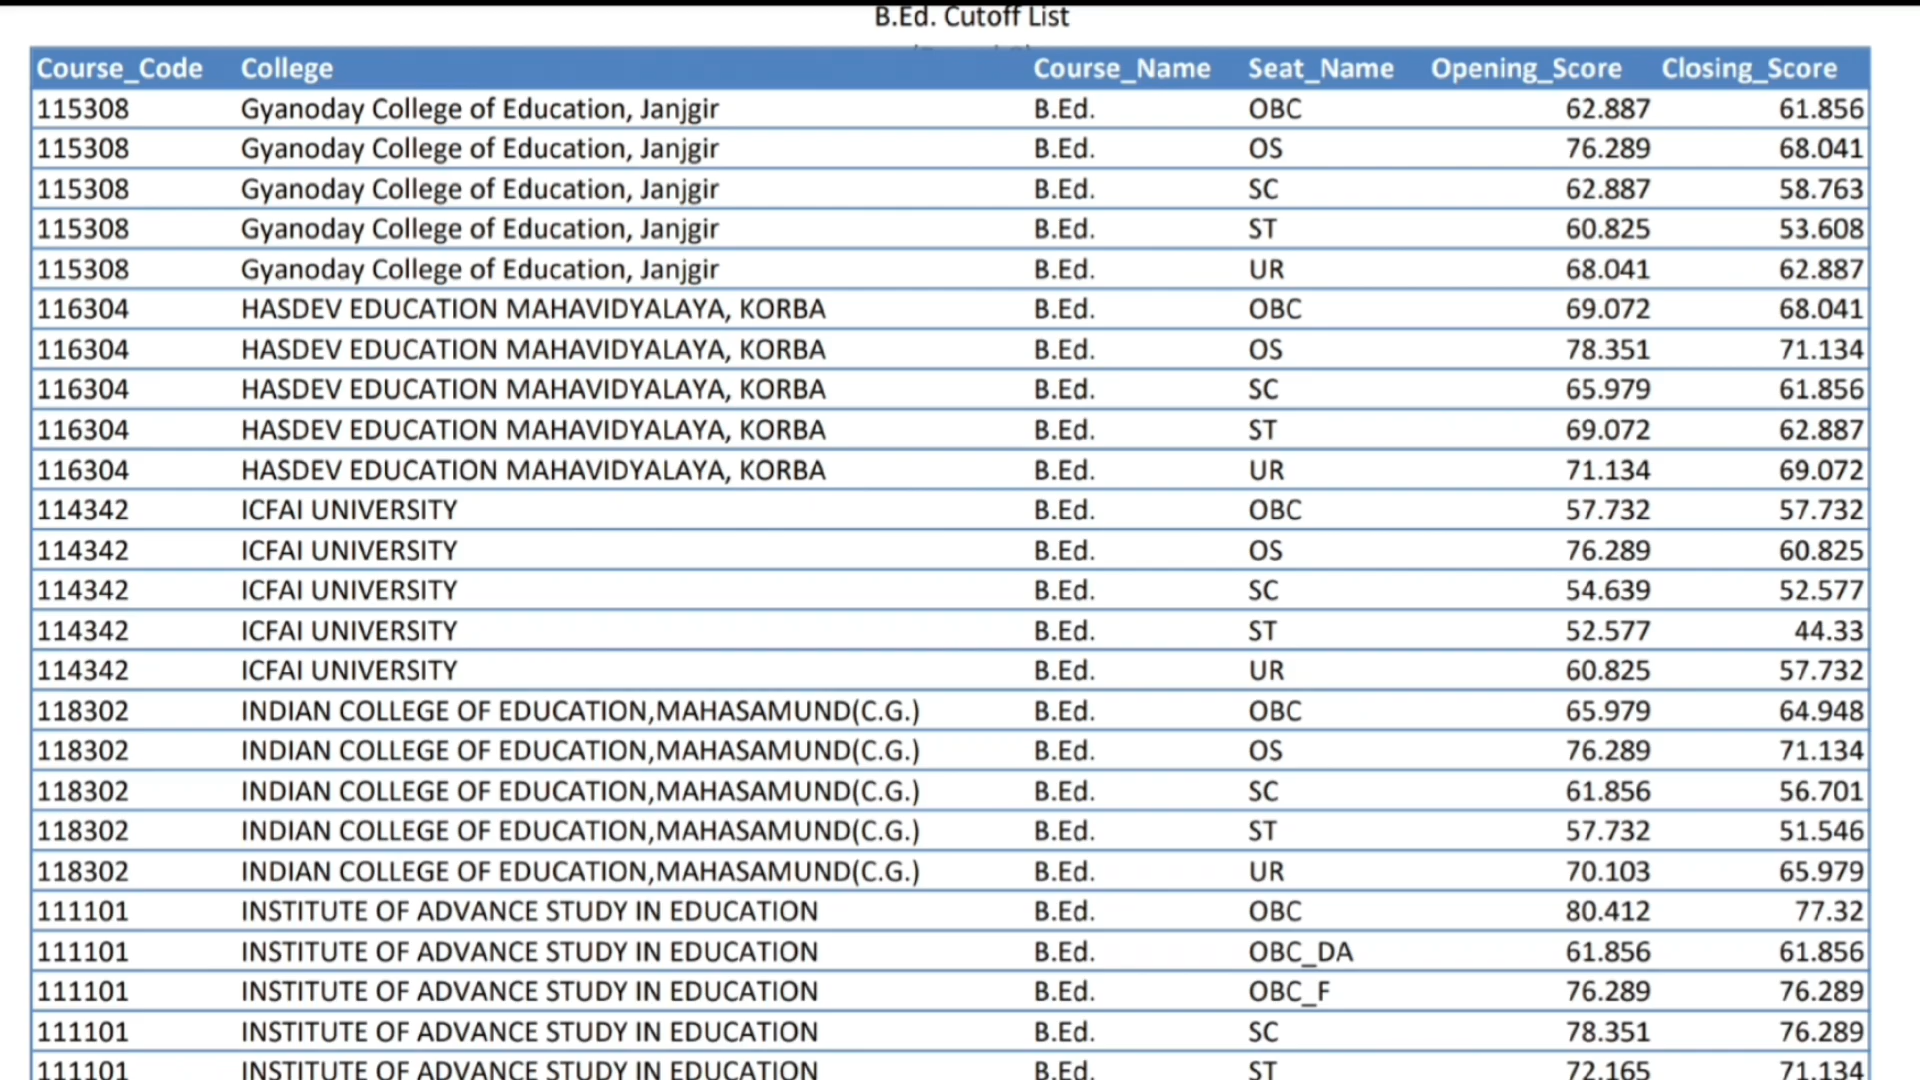 B.Ed. Cutoff List
Course_Code College Course_Name Seat_Name Opening_Score Closing_Score
115308 Gyanoday College of Education, Janjgir B.Ed. OBC 62.887 61.856
115308 Gyanoday College of Education, Janjgir B.Ed. OS 76.289 68.041
115308 Gyanoday College of Education, Janjgir B.Ed. SC 62.887 58.763
115308 Gyanoday College of Education, Janjgir B.Ed. ST 60.825 53.608
115308 Gyanoday College of Education, Janjgir B.Ed. UR 68.041 62.887
116304 HASDEV EDUCATION MAHAVIDYALAYA, KORBA B.Ed. OBC 69.072 68.041
116304 HASDEV EDUCATION MAHAVIDYALAYA, KORBA B.Ed. OS 78.351 71.134
116304 HASDEV EDUCATION MAHAVIDYALAYA, KORBA B.Ed. SC 65.979 61.856
116304 HASDEV EDUCATION MAHAVIDYALAYA, KORBA B.Ed. ST 69.072 62.887
116304 HASDEV EDUCATION MAHAVIDYALAYA, KORBA B.Ed. UR 71.134 69.072
114342 ICFAI UNIVERSITY B.Ed. OBC 57.732 57.732
114342 ICFAI UNIVERSITY B.Ed. OS 76.289 60.825
114342 ICFAI UNIVERSITY B.Ed. SC 54.639 52.577
114342 ICFAI UNIVERSITY B.Ed. ST 52.577 44.33
114342 ICFAI UNIVERSITY B.Ed. UR 60.825 57.732
118302 INDIAN COLLEGE OF EDUCATION,MAHASAMUND(C.G.) B.Ed. OBC 65.979 64.948
118302 INDIAN COLLEGE OF EDUCATION,MAHASAMUND(C.G.) B.Ed. OS 76.289 71.134
118302 INDIAN COLLEGE OF EDUCATION,MAHASAMUND(C.G.) B.Ed. SC 61.856 56.701
118302 INDIAN COLLEGE OF EDUCATION,MAHASAMUND(C.G.) B.Ed. ST 57.732 51.546
118302 INDIAN COLLEGE OF EDUCATION,MAHASAMUND(C.G.) B.Ed. UR 70.103 65.979
111101 INSTITUTE OF ADVANCE STUDY IN EDUCATION B.Ed. OBC 80.412 77.32
111101 INSTITUTE OF ADVANCE STUDY IN EDUCATION B.Ed. OBC_DA 61.856 61.856
111101 INSTITUTE OF ADVANCE STUDY IN EDUCATION B.Ed. OBC_F 76.289 76.289
111101 INSTITUTE OF ADVANCE STUDY IN EDUCATION B.Ed. SC 78.351 76.289
111101 INSTITUTE OF ADVANCE STUDY IN EDUCATION B.Ed. ST 72.165 71.134